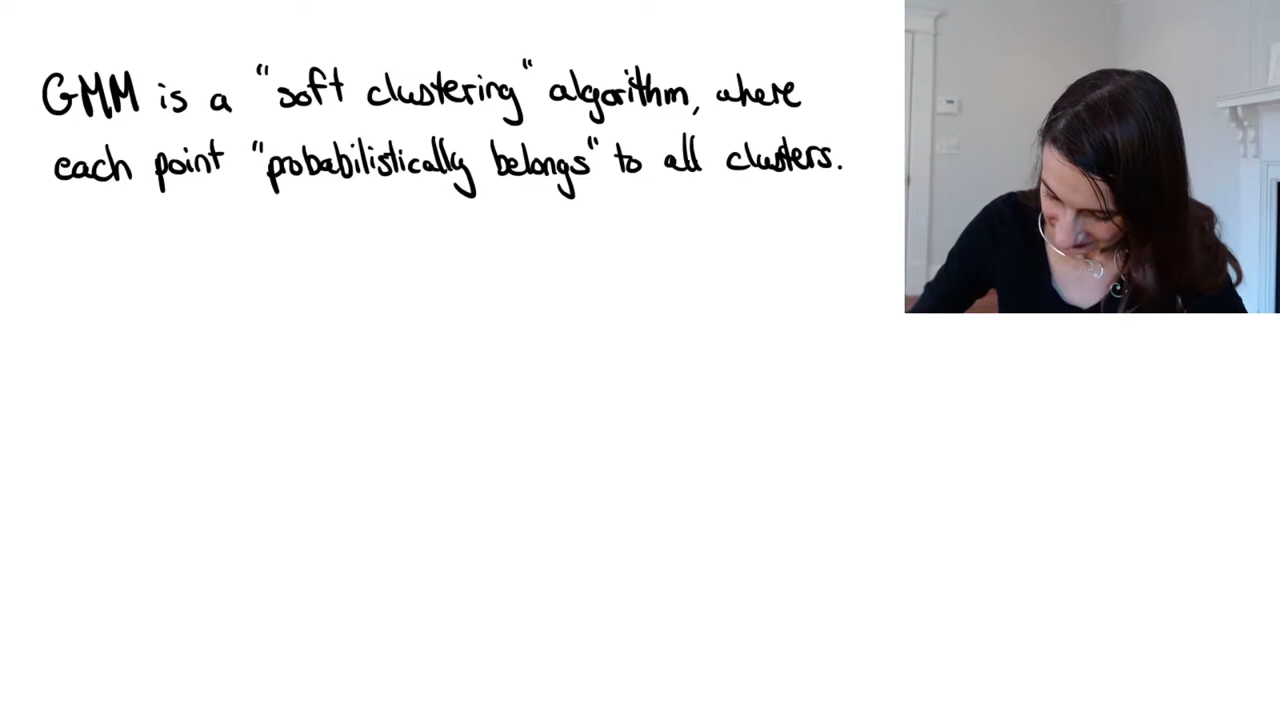 GMM is a "soft clustering" algorithm, where
each point "probabilistically belongs" to all clusters.